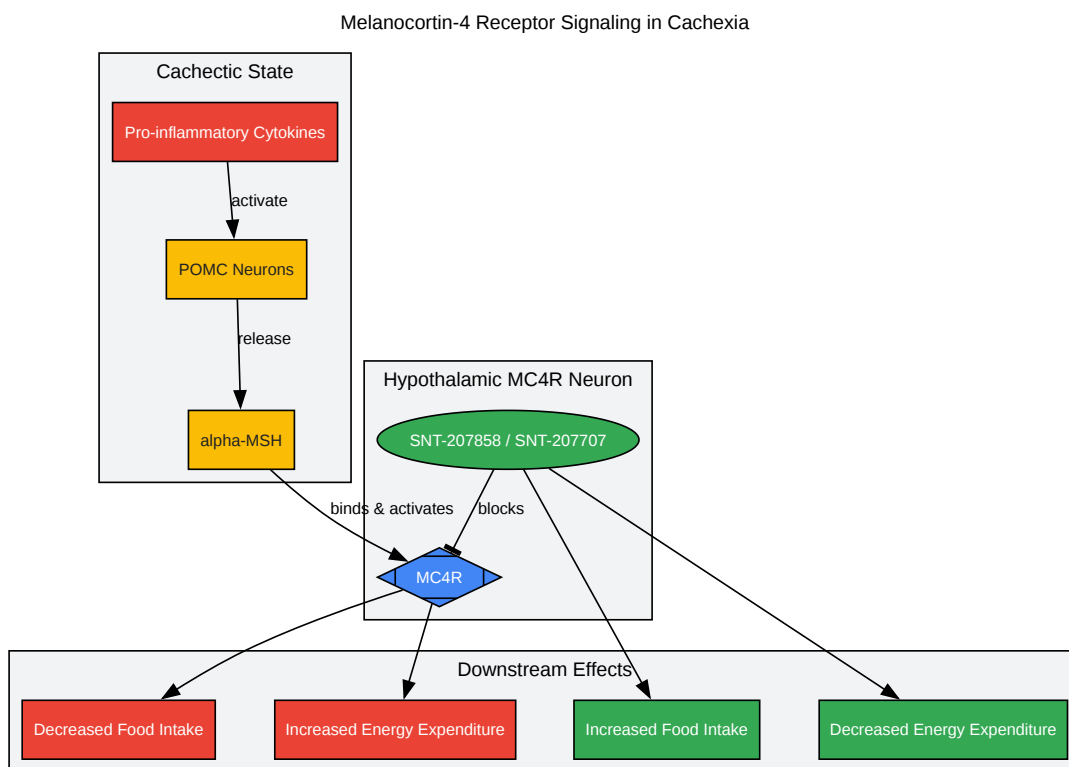 Melanocortin-4 Receptor Signaling in Cachexia
Cachectic State
Pro-inflammatory Cytokines
activate
POMC Neurons
release
Hypothalamic MC4R Neuron
alpha-MSH
SNT-207858 / SNT-207707
binds & activates
blocks
MC4R
Downstream Effects
Decreased Food Intake
Increased Energy Expenditure
Increased Food Intake
Decreased Energy Expenditure